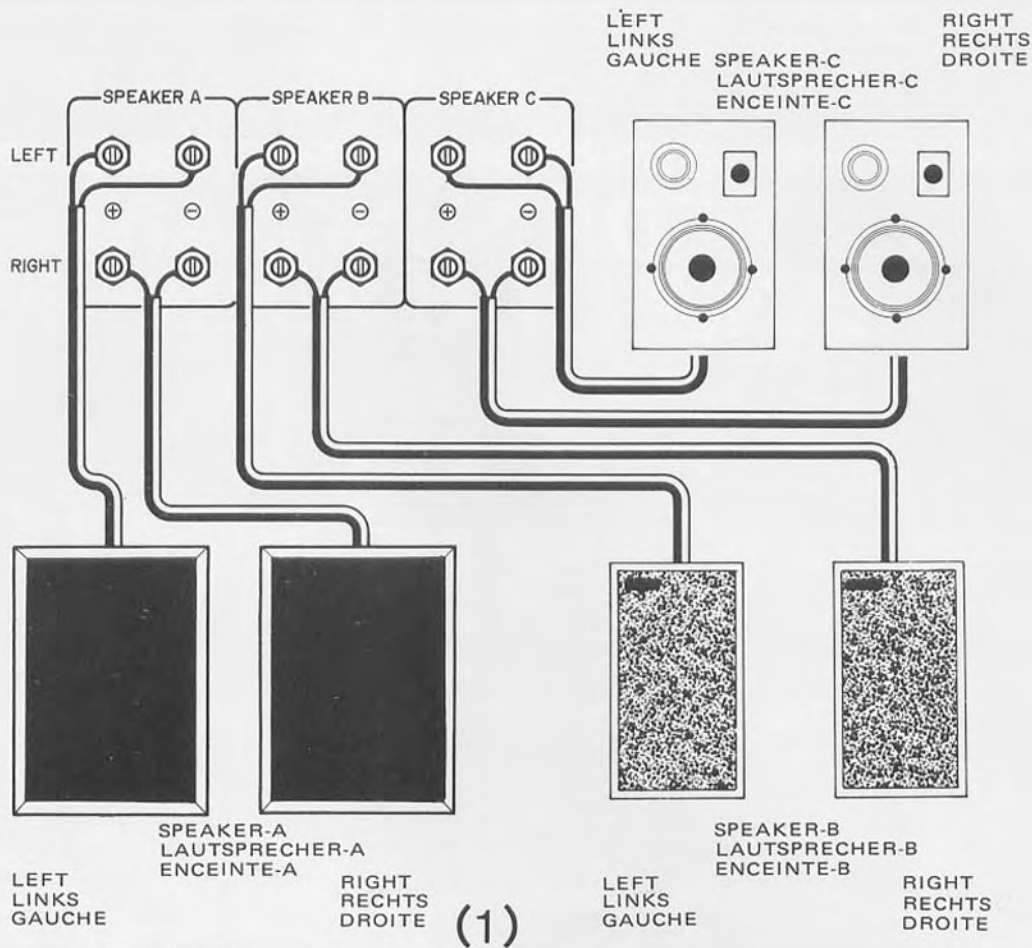 LEFT
LINKS
GAUCHE
SPEAKER-C
LAUTSPRECHER-C
ENCEINTE-C
RIGHT
RECHTS
DROITE
SPEAKER A
SPEAKER B
SPEAKER C
LEFT
⊕ ⊖ ⊕ ⊖ ⊕ ⊖
RIGHT
SPEAKER-A
LAUTSPRECHER-A
ENCEINTE-A
LEFT
LINKS
GAUCHE
RIGHT
RECHTS
DROITE
SPEAKER-B
LAUTSPRECHER-B
ENCEINTE-B
LEFT
LINKS
GAUCHE
RIGHT
RECHTS
DROITE
(1)